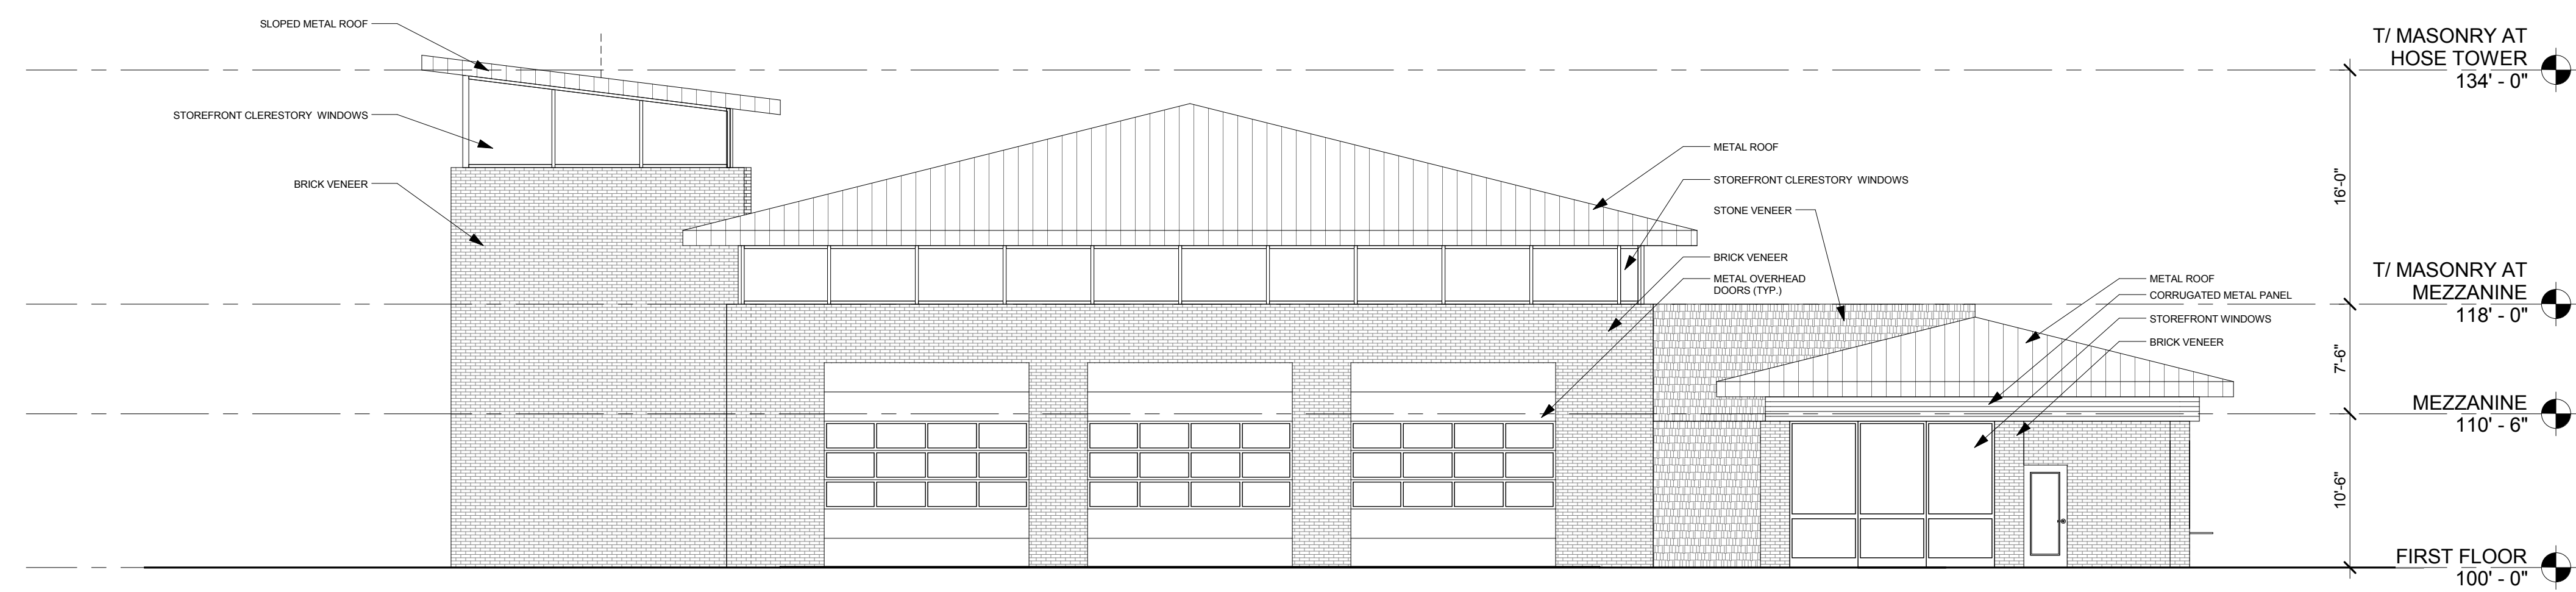 SLOPED METAL ROOF
STOREFRONT CLERESTORY WINDOWS
BRICK VENEER
METAL ROOF
STOREFRONT CLERESTORY WINDOWS
STONE VENEER
BRICK VENEER
METAL OVERHEAD
DOORS (TYP.)
METAL ROOF
CORRUGATED METAL PANEL
STOREFRONT WINDOWS
BRICK VENEER
16'-0"
7'-6"
10'-6"
T/ MASONRY AT
HOSE TOWER
134' - 0"
T/ MASONRY AT
MEZZANINE
118' - 0"
MEZZANINE
110' - 6"
FIRST FLOOR
100' - 0"